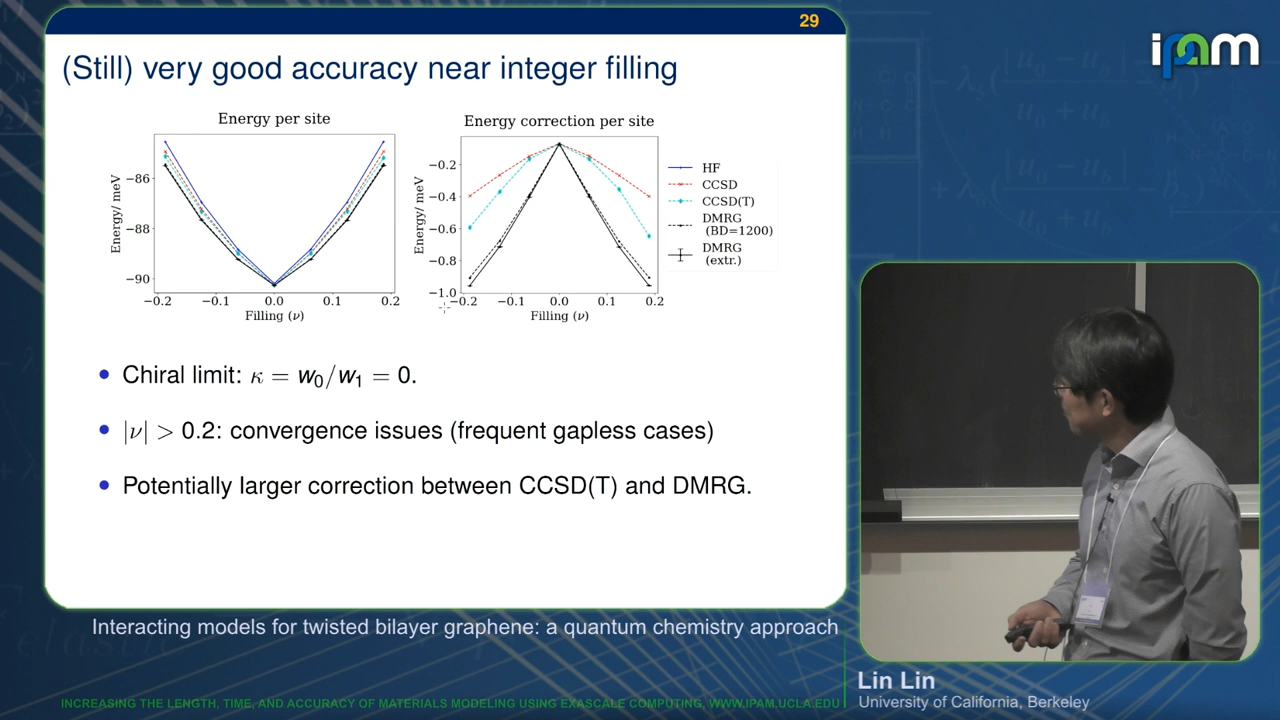 29
ipam
(Still) very good accuracy near integer filling
Energy per site
Energy/ meV
−86
−88
−90
−0.2
−0.1
0.0
0.1
0.2
Filling (ν)
Energy correction per site
Energy/ meV
−0.2
−0.4
−0.6
−0.8
−1.0
−0.2
−0.1
0.0
0.1
0.2
Filling (ν)
HF
CCSD
CCSD(T)
DMRG
(BD=1200)
DMRG
(extr.)
• Chiral limit: κ = w₀/w₁ = 0.
• |ν| > 0.2: convergence issues (frequent gapless cases)
• Potentially larger correction between CCSD(T) and DMRG.
Interacting models for twisted bilayer graphene: a quantum chemistry approach
Lin Lin
University of California, Berkeley
INCREASING THE LENGTH, TIME, AND ACCURACY OF MATERIALS MODELING USING EXASCALE COMPUTING, WWW.IPAM.UCLA.EDU